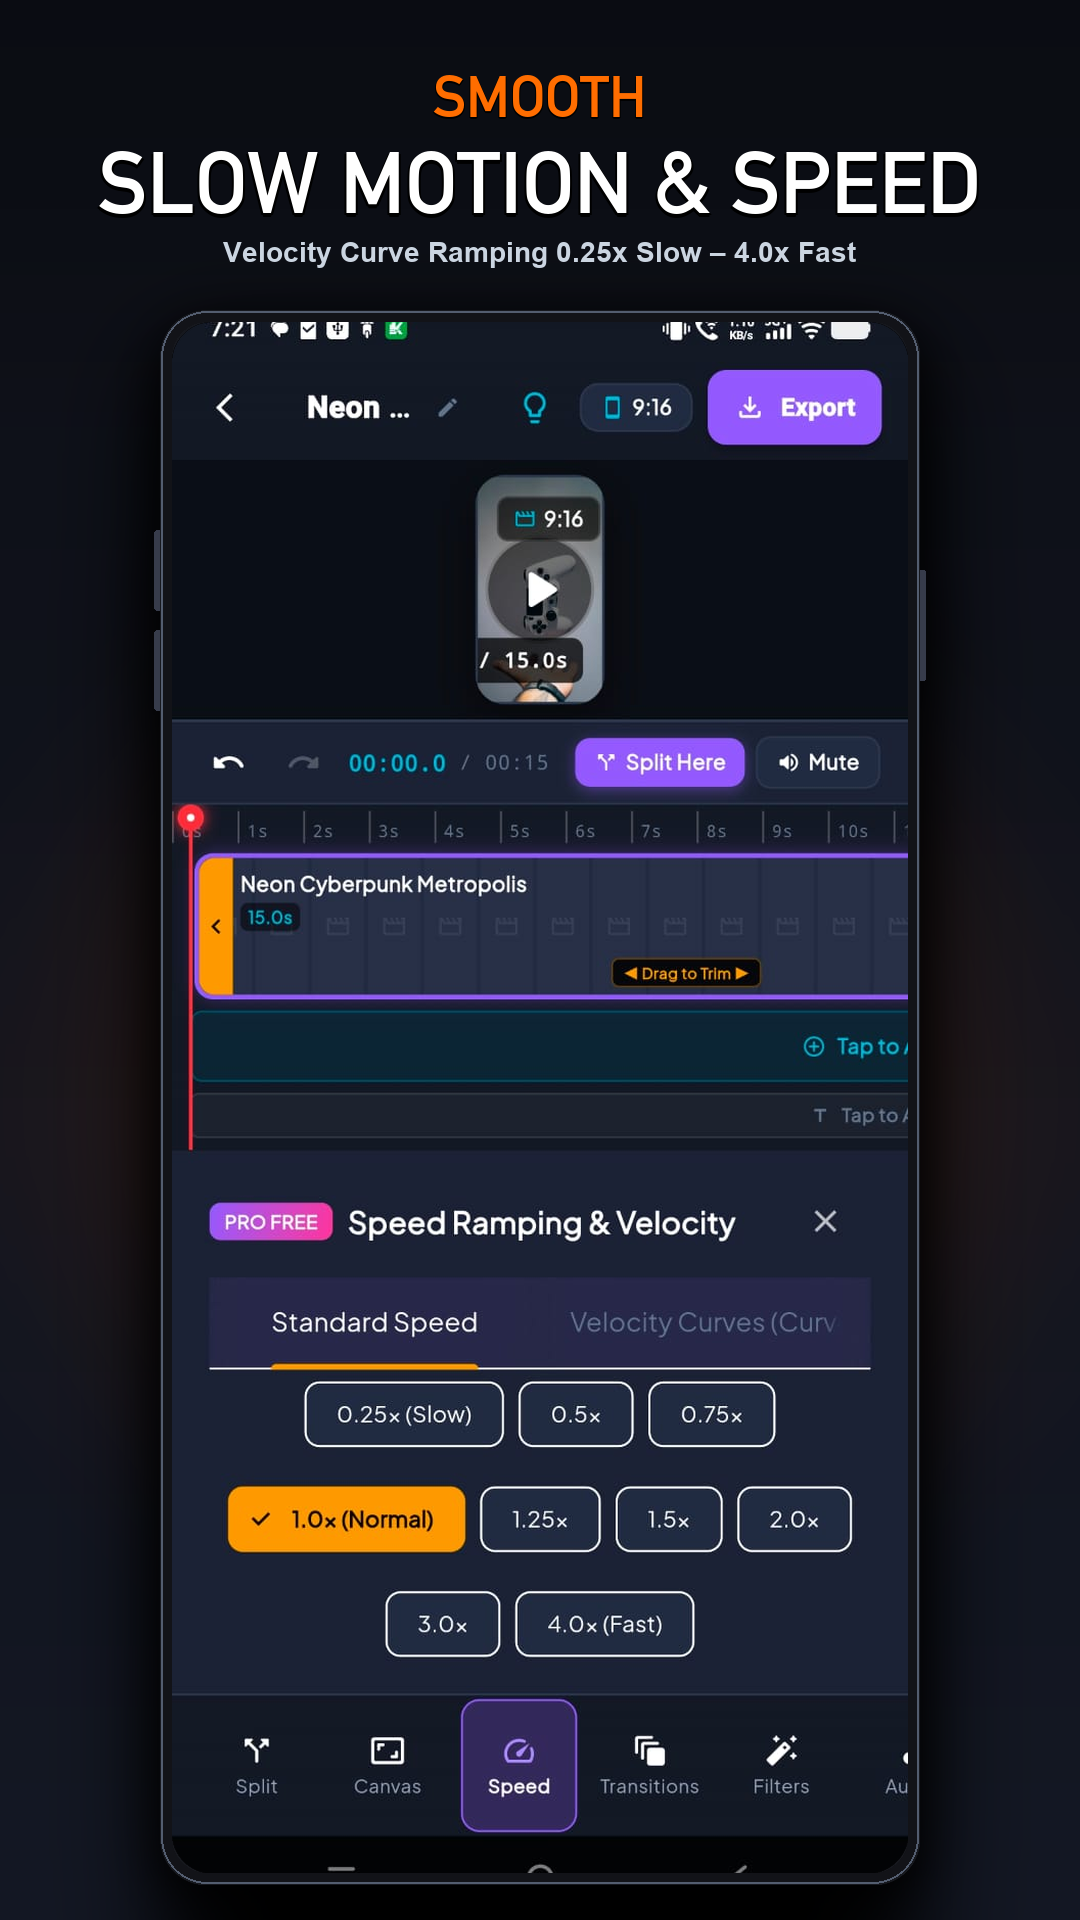 SMOOTH
SLOW MOTION & SPEED
Velocity Curve Ramping 0.25x Slow – 4.0x Fast
7:21
KB/s
Neon ...
9:16
Export
9:16
/ 15.0s
00:00.0 / 00:15
Split Here
Mute
0s 1s 2s 3s 4s 5s 6s 7s 8s 9s 10s
Neon Cyberpunk Metropolis
15.0s
◀ Drag to Trim ▶
Tap to
Tap to
PRO FREE
Speed Ramping & Velocity
Standard Speed
Velocity Curves (Curv
0.25x (Slow) 0.5x 0.75x
1.0x (Normal) 1.25x 1.5x 2.0x
3.0x 4.0x (Fast)
Split Canvas Speed Transitions Filters Au